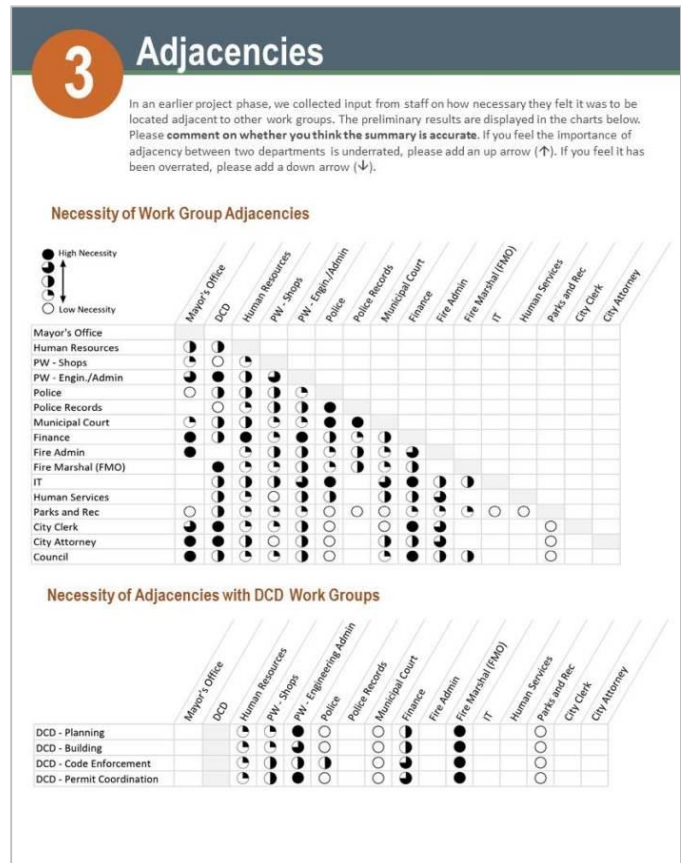 3
Adjacencies
In an earlier project phase, we collected input from staff on how necessary they felt it was to be
located adjacent to other work groups. The preliminary results are displayed in the charts below.
Please comment on whether you think the summary is accurate. If you feel the importance of
adjacency between two departments is underrated, please add an up arrow (↑). If you feel it has
been overrated, please add a down arrow (↓).
Necessity of Work Group Adjacencies
High Necessity
Low Necessity
Mayor's Office
DCD
Human Resources
PW - Shops
PW - Engin./Admin
Police
Police Records
Municipal Court
Finance
Fire Admin
Fire Marshal (FMO)
IT
Human Services
Parks and Rec
City Clerk
City Attorney
Mayor's Office
Human Resources
PW - Shops
PW - Engin./Admin
Police
Police Records
Municipal Court
Finance
Fire Admin
Fire Marshal (FMO)
IT
Human Services
Parks and Rec
City Clerk
City Attorney
Council
Necessity of Adjacencies with DCD Work Groups
Mayor's Office
DCD
Human Resources
PW - Shops
PW - Engineering Admin
Police
Police Records
Municipal Court
Finance
Fire Admin
Fire Marshal (FMO)
IT
Human Services
Parks and Rec
City Clerk
City Attorney
DCD - Planning
DCD - Building
DCD - Code Enforcement
DCD - Permit Coordination